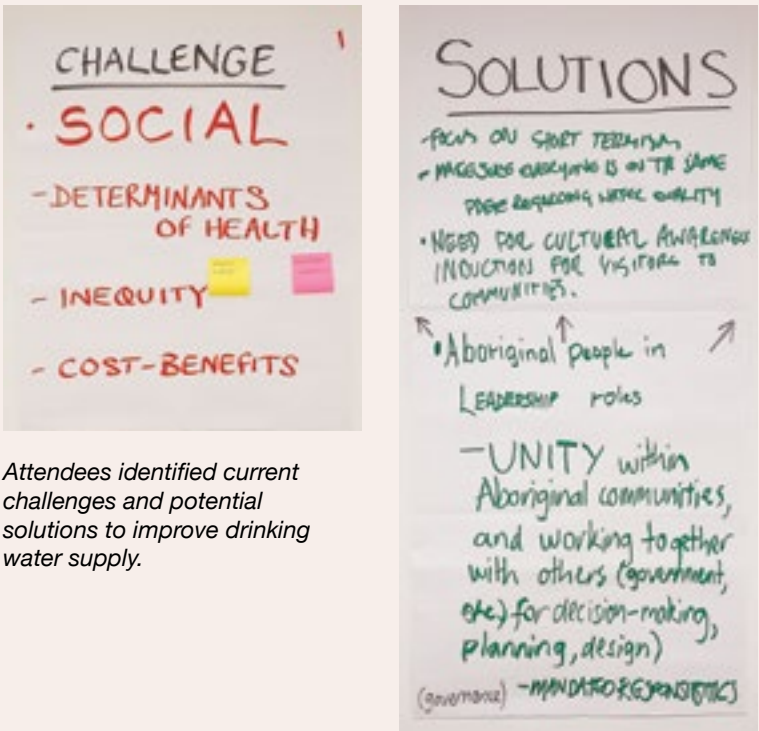 1
CHALLENGE
• SOCIAL
- DETERMINANTS
OF HEALTH
- INEQUITY
- COST-BENEFITS
Attendees identified current
challenges and potential
solutions to improve drinking
water supply.
SOLUTIONS
- FOCUS ON SHORT TERMISM
- EVERYONE IS ON THE SAME
PAGE REGARDING WATER QUALITY
• NEED FOR CULTURAL AWARENESS
INDUCTION FOR VISITORS TO
COMMUNITIES.
• Aboriginal people in
LEADERSHIP roles
- UNITY within
Aboriginal communities,
and working together
with others (government,
etc) for decision-making,
planning, design)
(governance) -